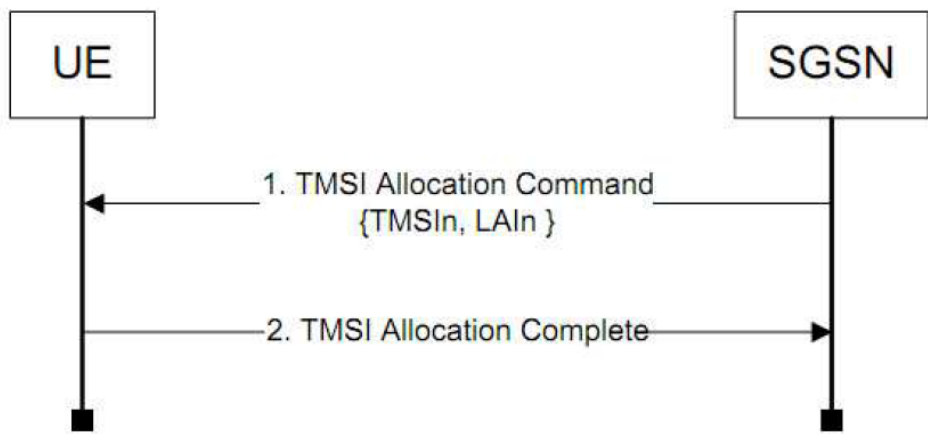 UE
SGSN
1. TMSI Allocation Command
{TMSIn, LAIn }
2. TMSI Allocation Complete